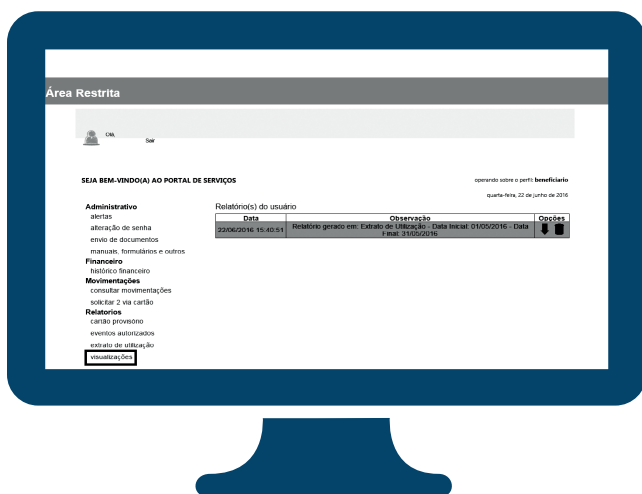 Área Restrita
Olá,
Sair
SEJA BEM-VINDO(A) AO PORTAL DE SERVIÇOS
operando sobre o perfil: beneficiario
quarta-feira, 22 de junho de 2016
Administrativo
alertas
alteração de senha
envio de documentos
manuais, formulários e outros
Financeiro
histórico financeiro
Movimentações
consultar movimentações
solicitar 2 via cartão
Relatorios
cartão provisório
eventos autorizados
extrato de utilização
visualizações
Relatório(s) do usuário
Data Observação Opções
22/06/2016 15:40:51 Relatório gerado em: Extrato de Utilização - Data Inicial: 01/05/2016 - Data
Final: 31/05/2016